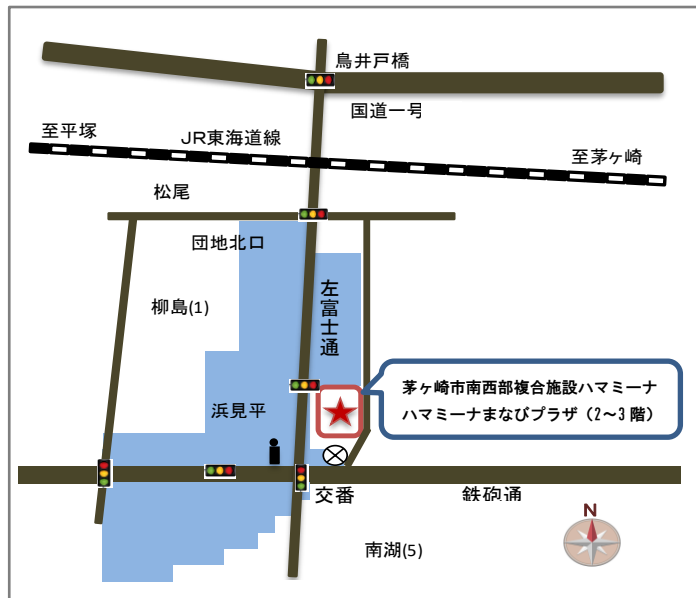 鳥井戸橋
国道一号
至平塚
JR東海道線
至茅ヶ崎
松尾
団地北口
左富士通
柳島(1)
茅ヶ崎市南西部複合施設ハマミーナ
ハマミーナまなびプラザ（2～3階）
浜見平
交番
鉄砲通
N
南湖(5)